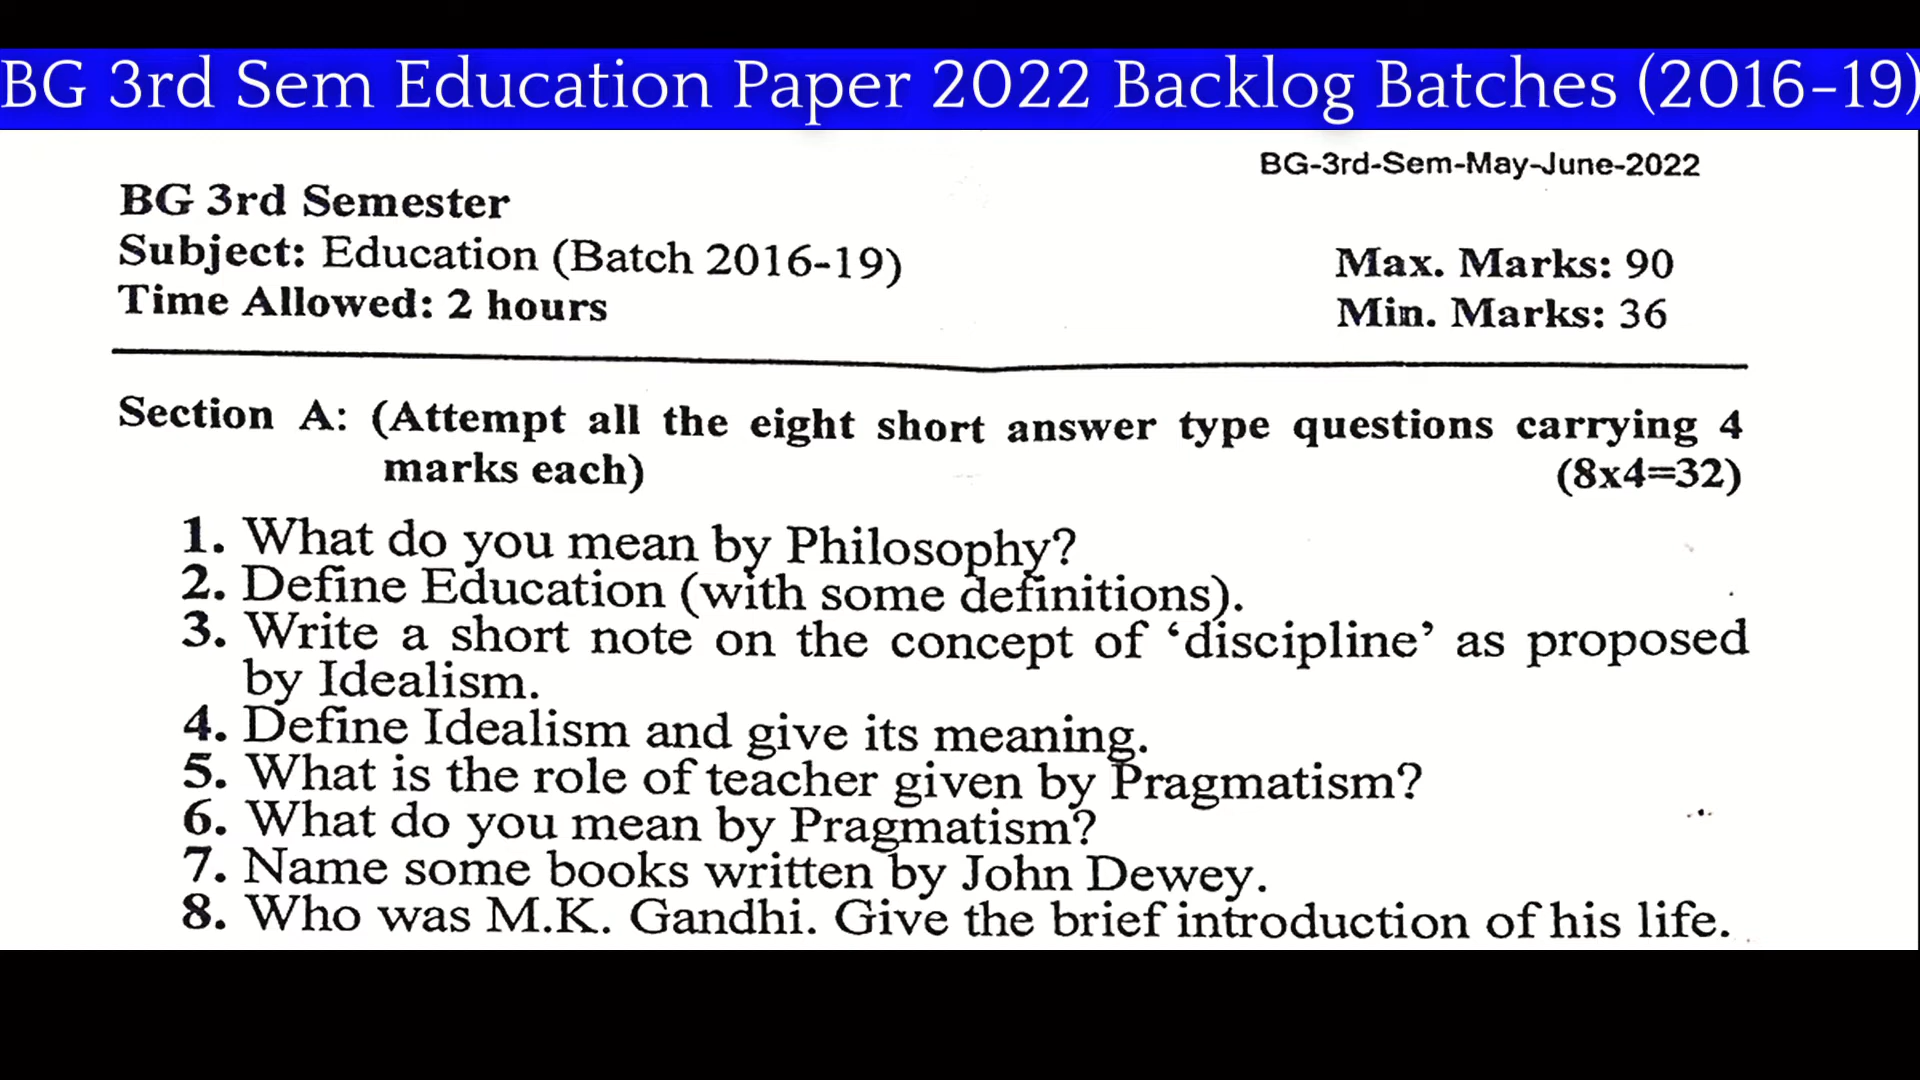 BG 3rd Sem Education Paper 2022 Backlog Batches (2016-19)
BG-3rd-Sem-May-June-2022
BG 3rd Semester
Subject: Education (Batch 2016-19)
Max. Marks: 90
Time Allowed: 2 hours
Min. Marks: 36
Section A: (Attempt all the eight short answer type questions carrying 4
marks each) (8x4=32)
1. What do you mean by Philosophy?
2. Define Education (with some definitions).
3. Write a short note on the concept of ‘discipline’ as proposed
by Idealism.
4. Define Idealism and give its meaning.
5. What is the role of teacher given by Pragmatism?
6. What do you mean by Pragmatism?
7. Name some books written by John Dewey.
8. Who was M.K. Gandhi. Give the brief introduction of his life.